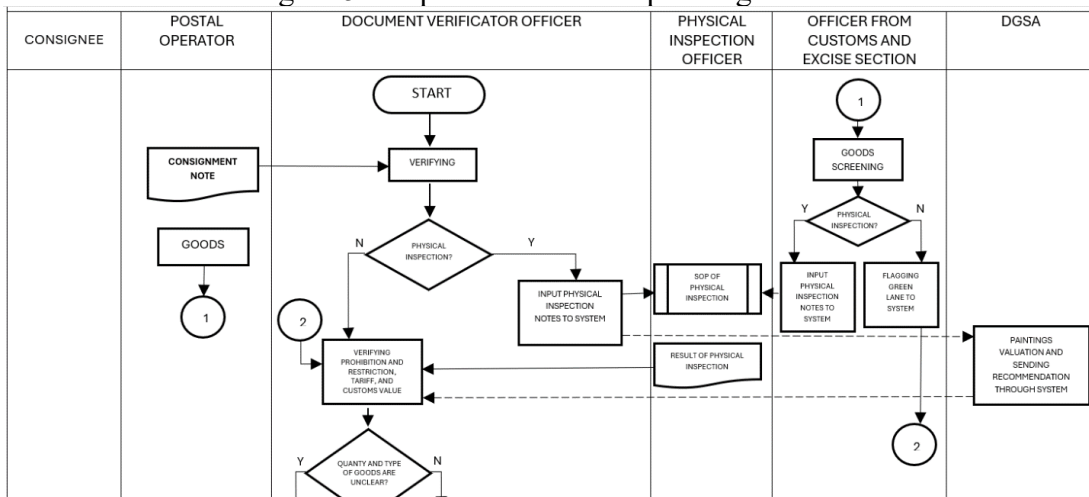 CONSIGNEE
POSTAL
OPERATOR
DOCUMENT VERIFICATOR OFFICER
PHYSICAL
INSPECTION
OFFICER
OFFICER FROM
CUSTOMS AND
EXCISE SECTION
DGSA
START
1
CONSIGNMENT
NOTE
VERIFYING
GOODS
SCREENING
GOODS
PHYSICAL
INSPECTION?
N
Y
PHYSICAL
INSPECTION?
Y
N
1
2
INPUT PHYSICAL
INSPECTION
NOTES TO SYSTEM
SOP OF
PHYSICAL
INSPECTION
INPUT
PHYSICAL
INSPECTION
NOTES TO
SYSTEM
FLAGGING
GREEN
LANE TO
SYSTEM
VERIFYING
PROHIBITION AND
RESTRICTION,
TARIFF, AND
CUSTOMS VALUE
RESULT OF PHYSICAL
INSPECTION
PAINTINGS
VALUATION AND
SENDING
RECOMMENDATION
THROUGH SYSTEM
2
Y
QUANTY AND TYPE
OF GOODS ARE
UNCLEAR?
N